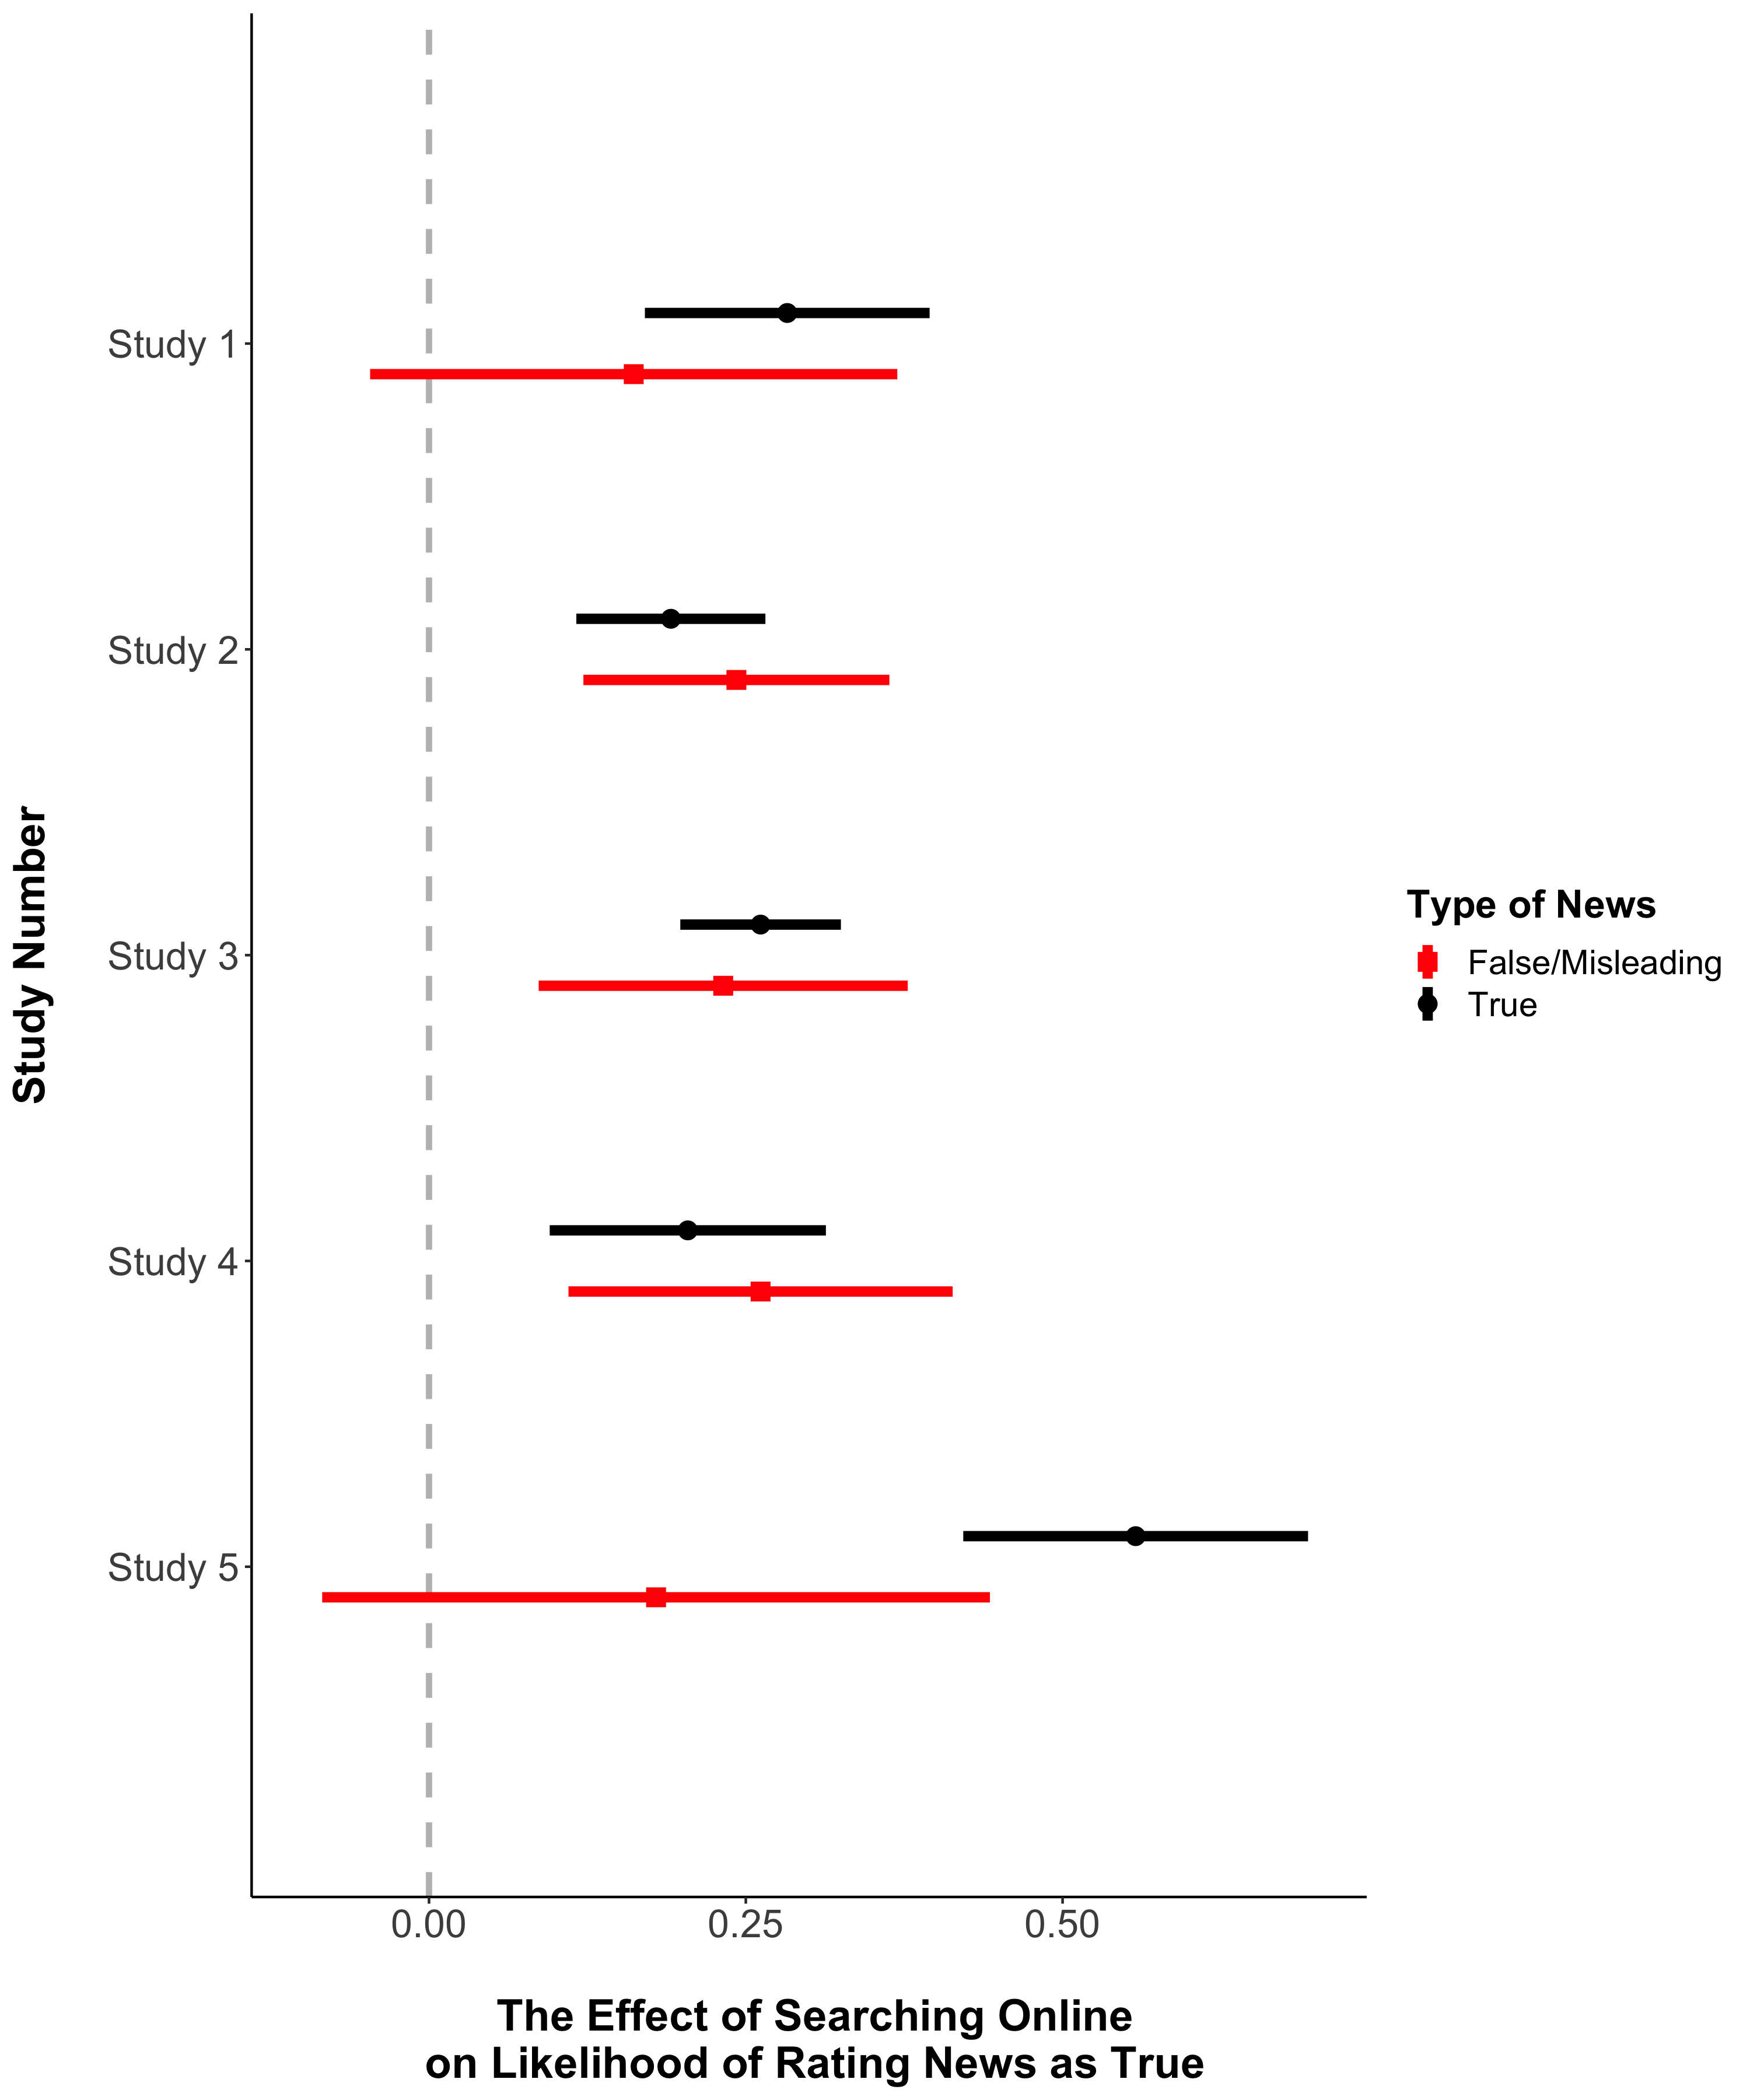 Study Number
Study 1
Study 2
Study 3
Study 4
Study 5
0.00
0.25
0.50
The Effect of Searching Online
on Likelihood of Rating News as True
Type of News
False/Misleading
True